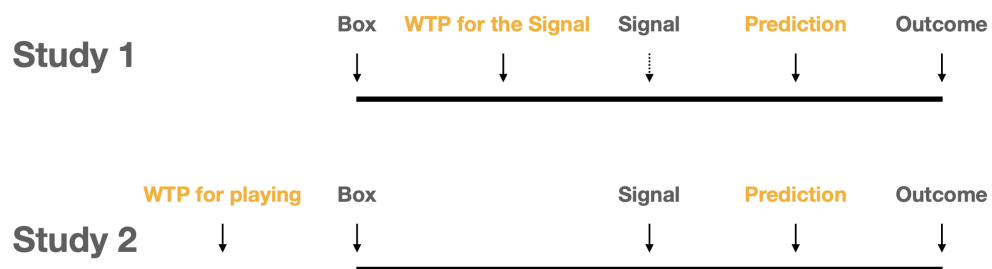 Box WTP for the Signal Signal Prediction Outcome
Study 1
WTP for playing Box Signal Prediction Outcome
Study 2